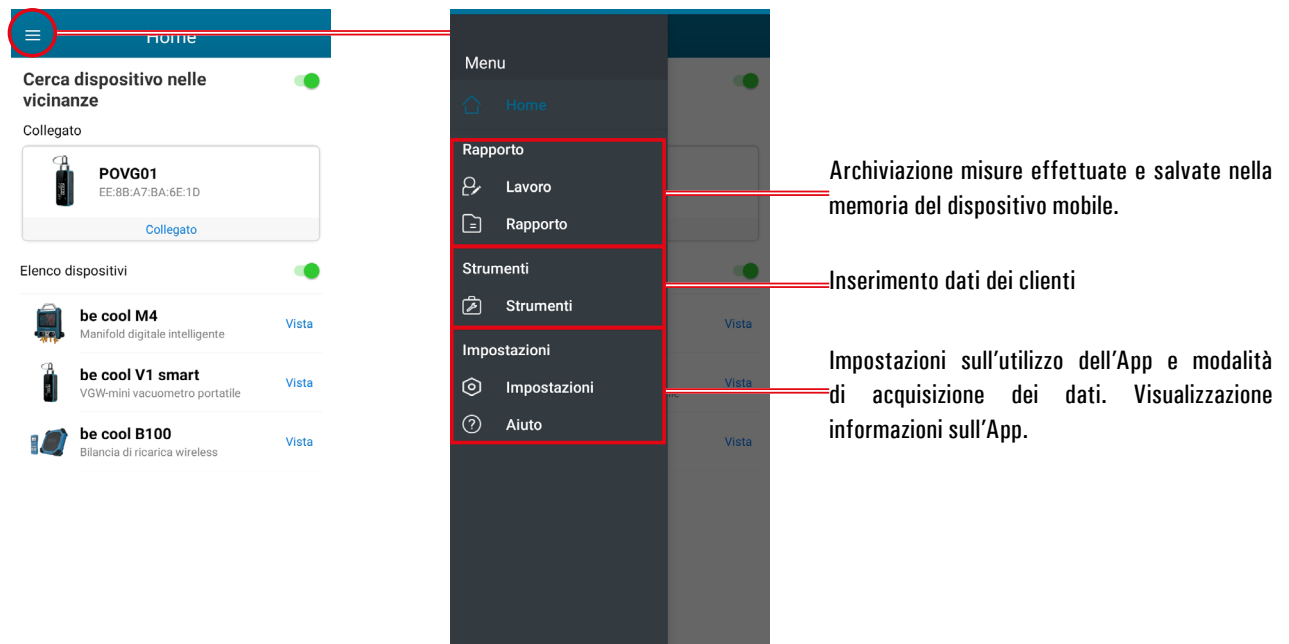 Home
Cerca dispositivo nelle
vicinanze
Collegato
POVG01
EE:8B:A7:BA:6E:1D
Collegato
Elenco dispositivi
be cool M4
Manifold digitale intelligente
Vista
be cool V1 smart
VGW-mini vacuometro portatile
Vista
be cool B100
Bilancia di ricarica wireless
Vista
Menu
Home
Rapporto
Lavoro
Rapporto
Strumenti
Strumenti
Impostazioni
Impostazioni
Aiuto
Vista
Vista
Vista
Archiviazione misure effettuate e salvate nella
memoria del dispositivo mobile.
Inserimento dati dei clienti
Impostazioni sull’utilizzo dell’App e modalità
di acquisizione dei dati. Visualizzazione
informazioni sull’App.